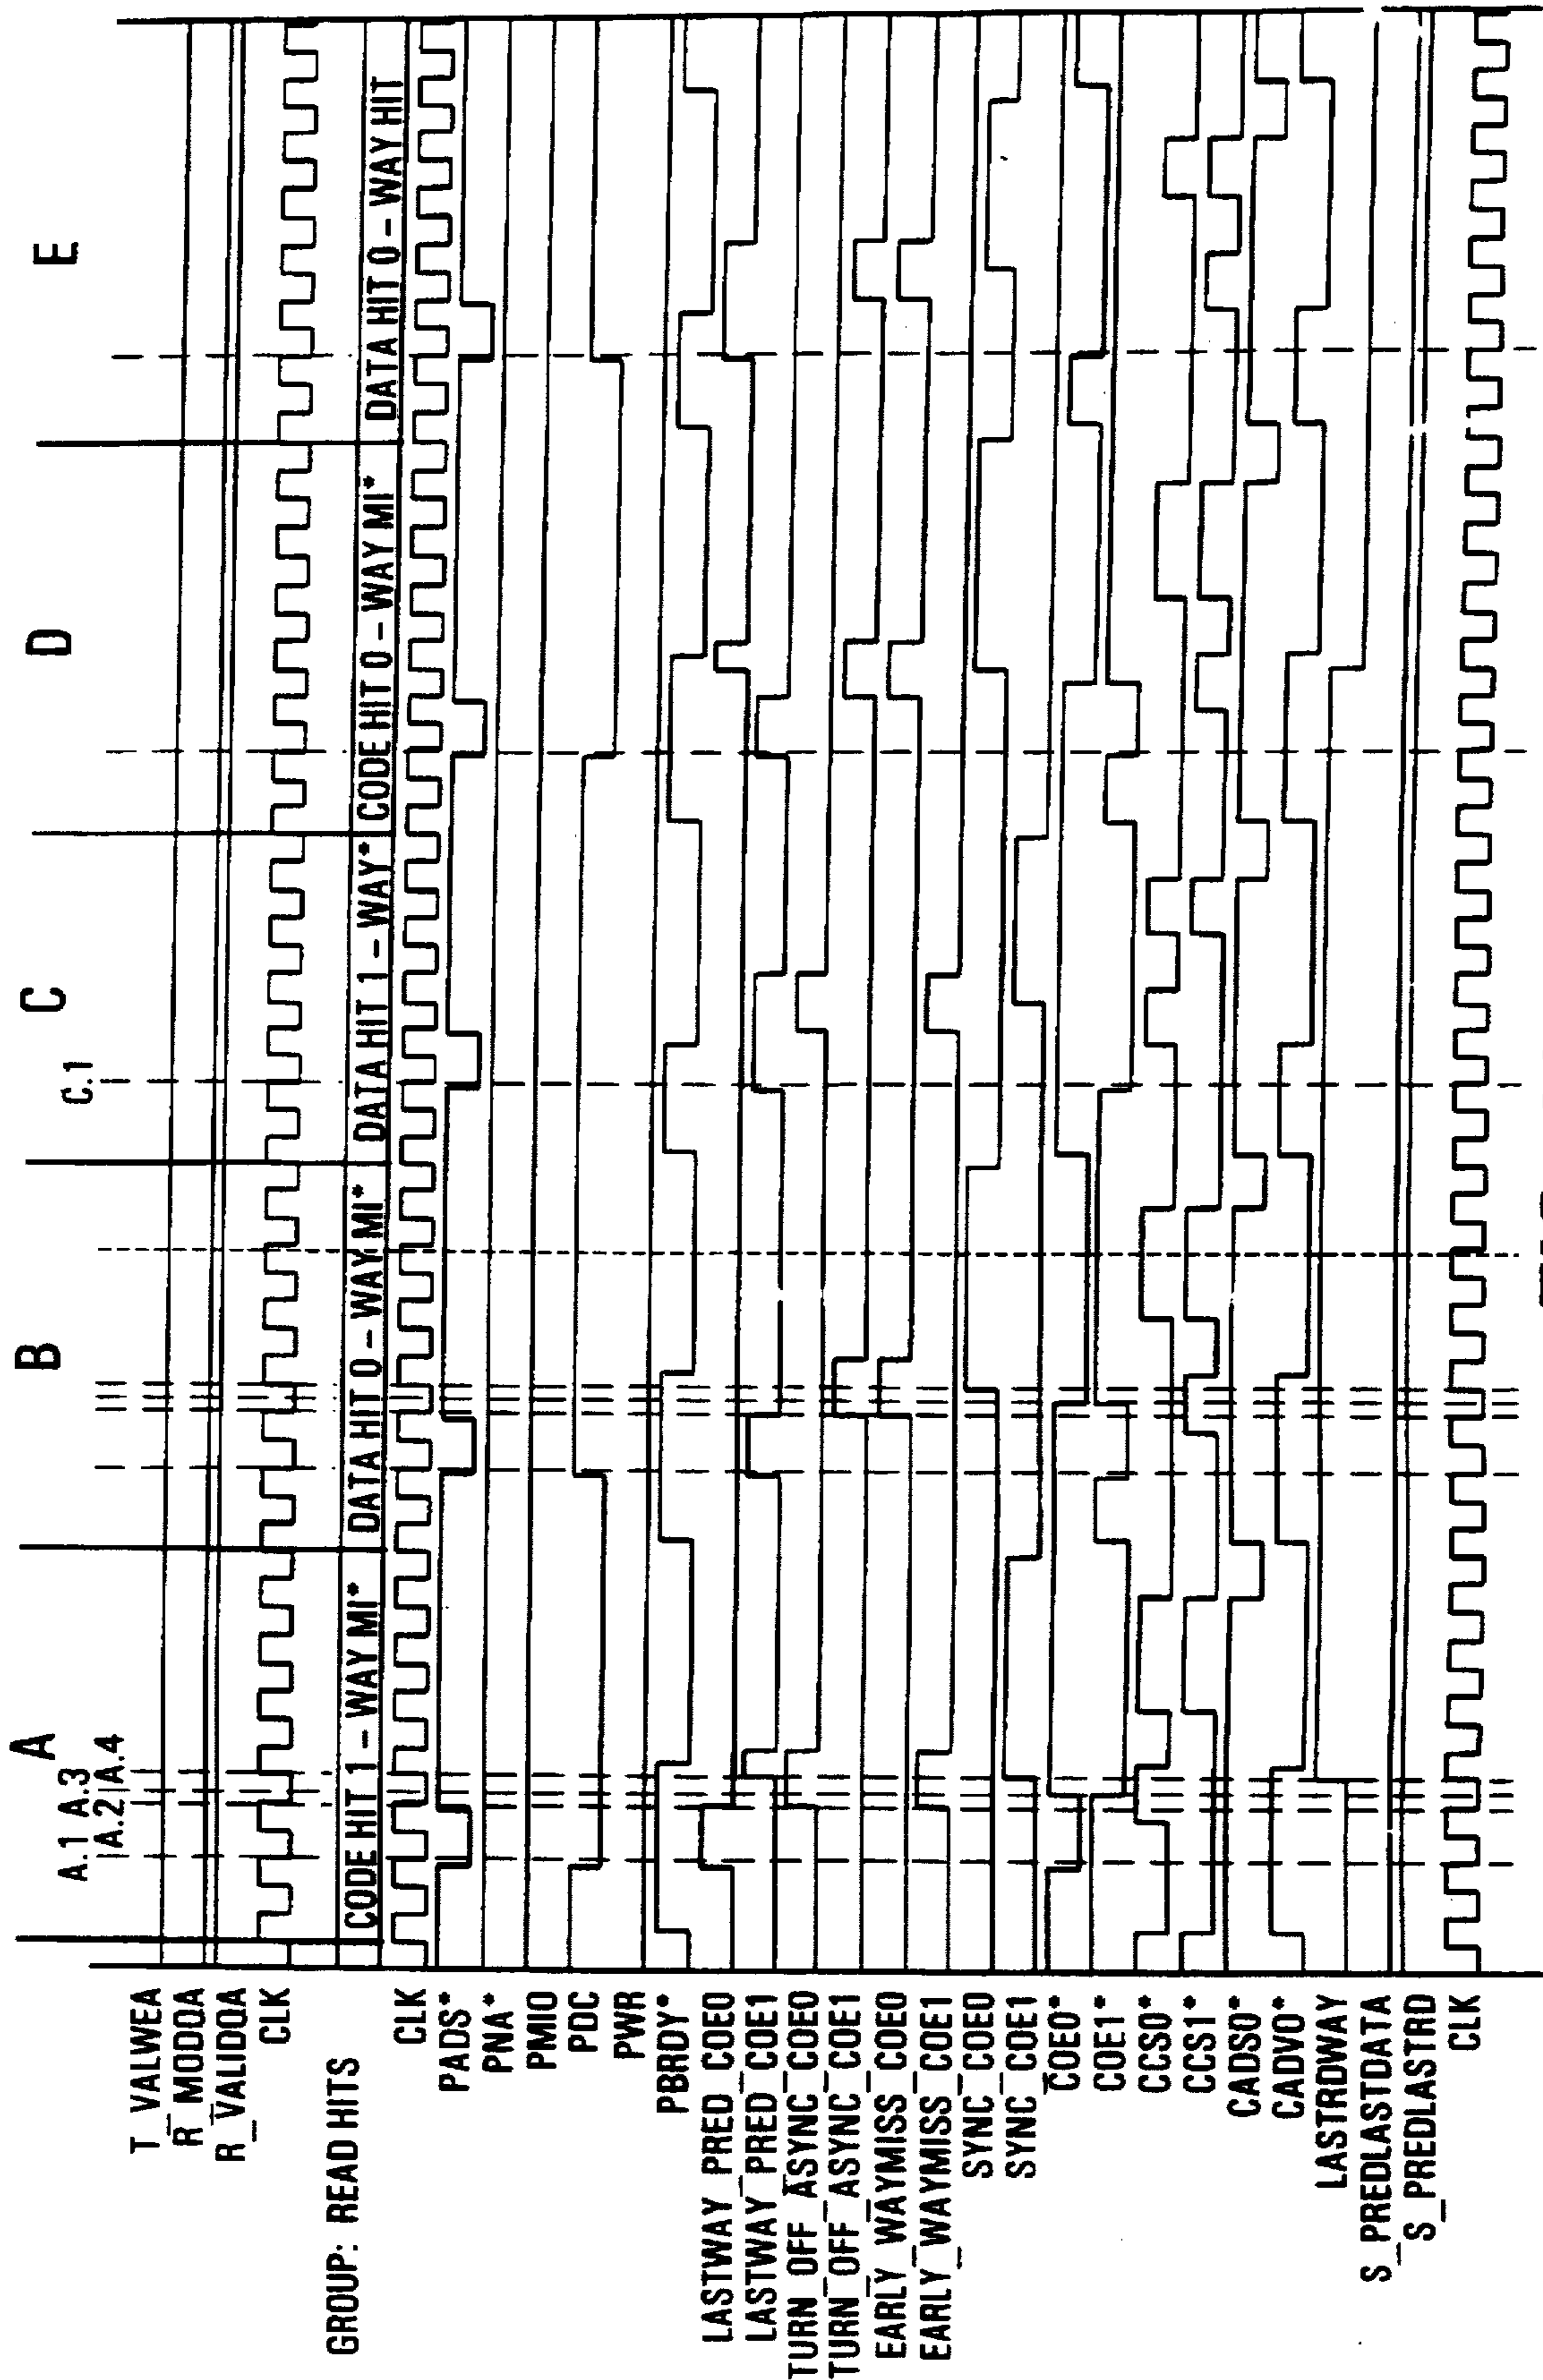 A B C D E
A.1 A.3 C.1
A.2 A.4
T_VALWEA
R_MODQA
R_VALIDQA
CLK
GROUP: READ HITS
CODE HIT 1 – WAY MI* DATA HIT 0 – WAY MI* DATA HIT 1 – WAY* CODE HIT 0 – WAY MI* DATA HIT 0 – WAY HIT
CLK
PADS*
PNA*
PMIO
PDC
PWR
PBRDY*
LASTWAY_PRED_COE0
LASTWAY_PRED_COE1
TURN_OFF_ASYNC_COE0
TURN_OFF_ASYNC_COE1
EARLY_WAYMISS_COE0
EARLY_WAYMISS_COE1
SYNC_COE0
SYNC_COE1
COE0*
COE1*
CCS0*
CCS1*
CADS0*
CADV0*
LASTRDWAY
S_PREDLASTDATA
S_PREDLASTRD
CLK